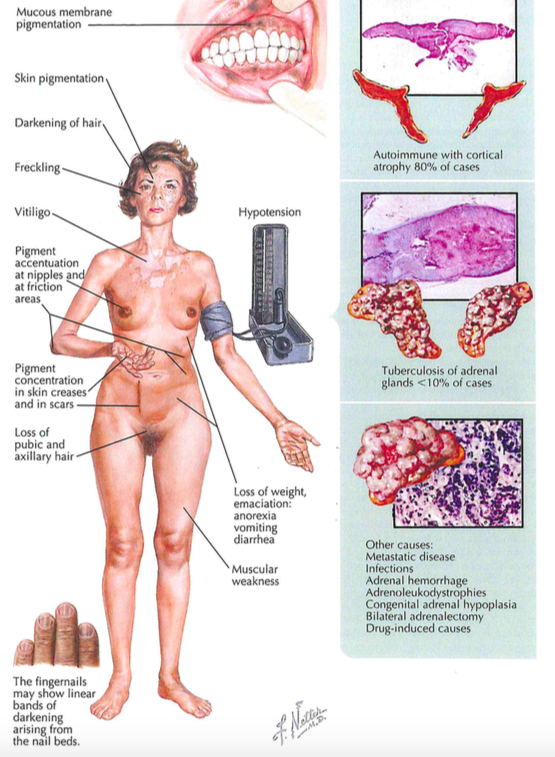 Mucous membrane
pigmentation
Skin pigmentation
Darkening of hair
Freckling
Vitiligo
Pigment
accentuation
at nipples and
at friction
areas
Pigment
concentration
in skin creases
and in scars
Loss of
pubic and
axillary hair
Hypotension
Loss of weight,
emaciation:
anorexia
vomiting
diarrhea
Muscular
weakness
The fingernails
may show linear
bands of
darkening
arising from
the nail beds.
F. Netter
M.D.
Autoimmune with cortical
atrophy 80% of cases
Tuberculosis of adrenal
glands <10% of cases
Other causes:
Metastatic disease
Infections
Adrenal hemorrhage
Adrenoleukodystrophies
Congenital adrenal hypoplasia
Bilateral adrenalectomy
Drug-induced causes